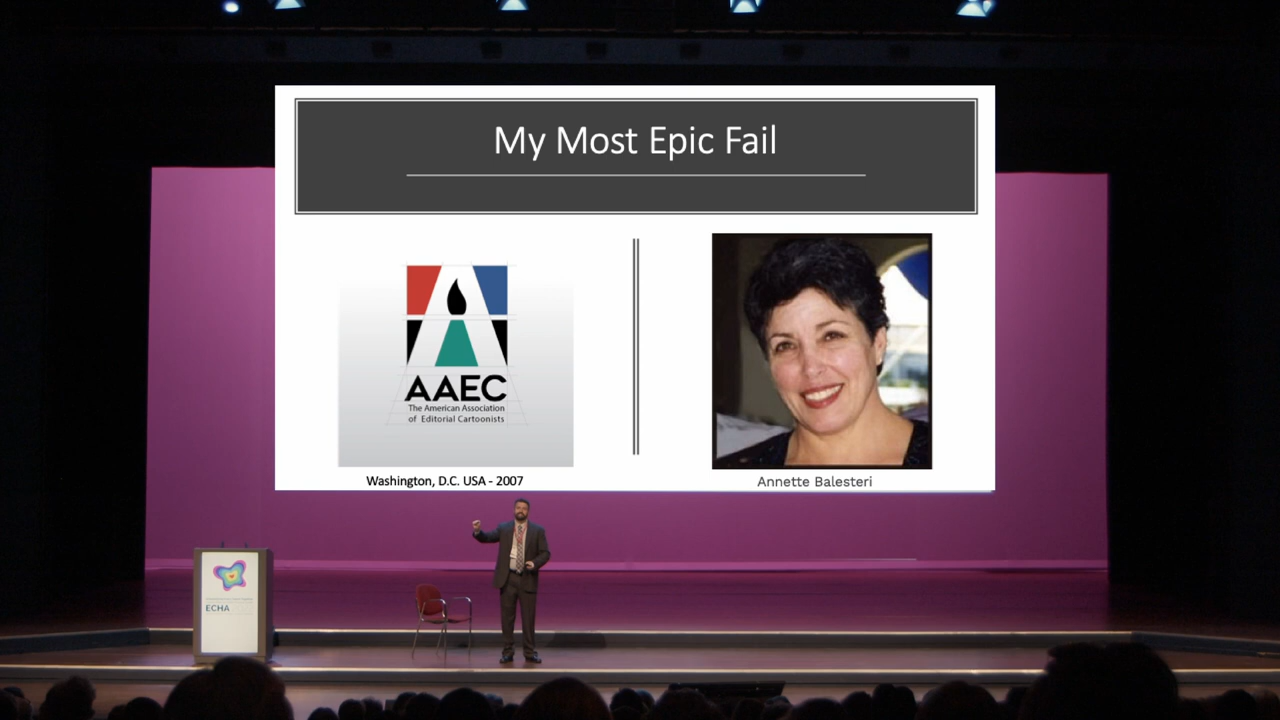 My Most Epic Fail
AAEC
The American Association
of Editorial Cartoonists
Washington, D.C. USA - 2007
Annette Balesteri
ECHA